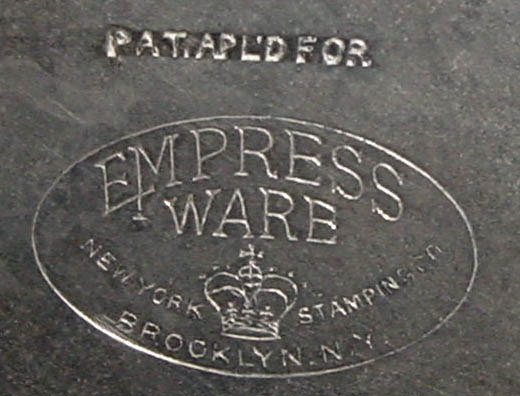 PAT. APL'D FOR
EMPRESS
WARE
NEW YORK STAMPING CO.
BROOKLYN. N.Y.